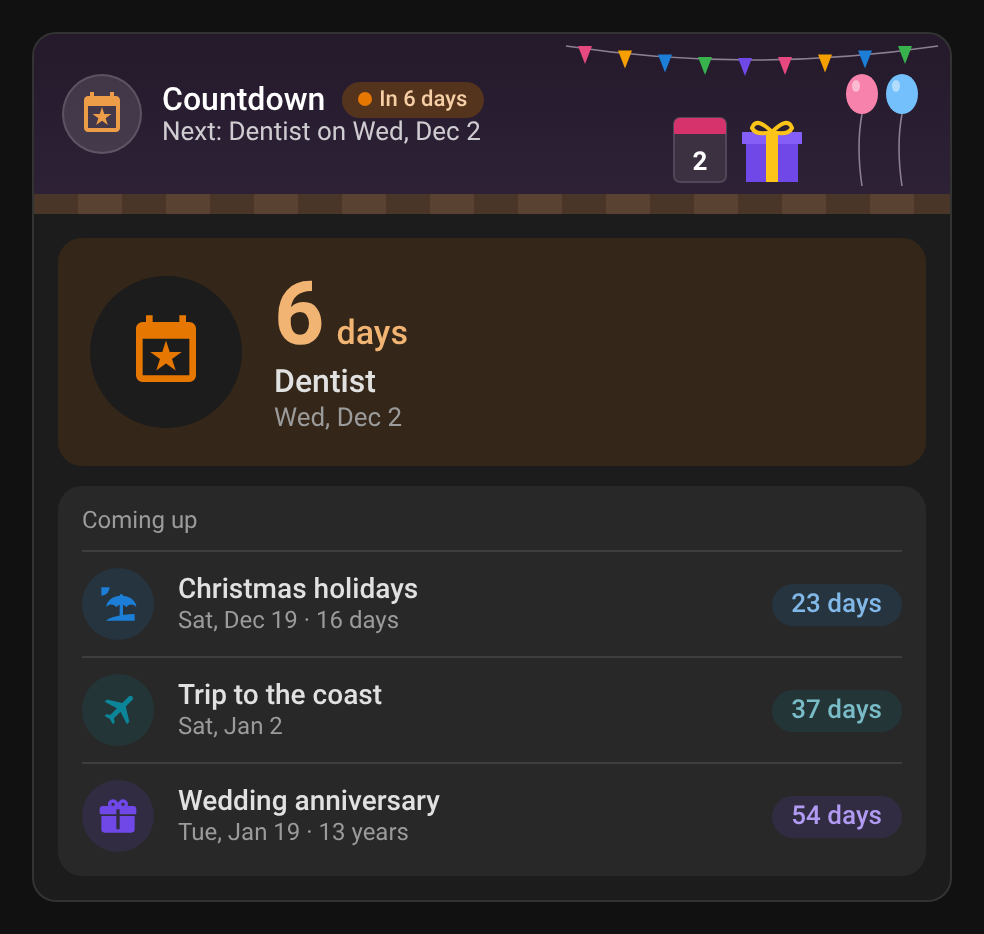 Countdown
In 6 days
Next: Dentist on Wed, Dec 2
2
6 days
Dentist
Wed, Dec 2
Coming up
Christmas holidays
Sat, Dec 19 · 16 days
23 days
Trip to the coast
Sat, Jan 2
37 days
Wedding anniversary
Tue, Jan 19 · 13 years
54 days